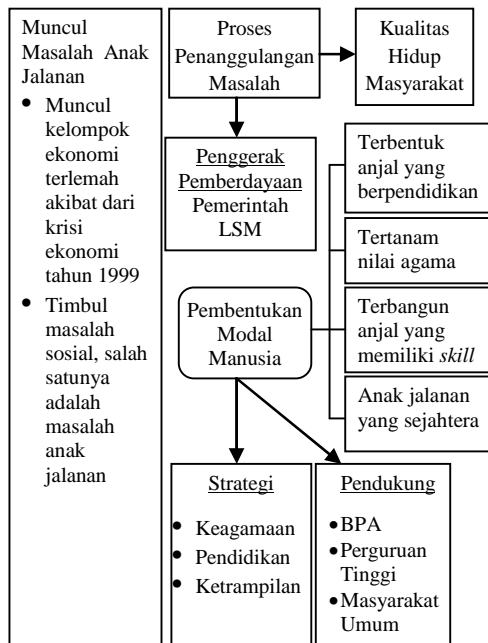 Muncul
Masalah Anak
Jalanan
• Muncul
kelompok
ekonomi
terlemah
akibat dari
krisi
ekonomi
tahun 1999
• Timbul
masalah
sosial, salah
satunya
adalah
masalah
anak
jalanan
Proses
Penanggulangan
Masalah
Kualitas
Hidup
Masyarakat
Penggerak
Pemberdayaan
Pemerintah
LSM
Terbentuk
anjal yang
berpendidikan
Tertanam
nilai agama
Pembentukan
Modal
Manusia
Terbangun
anjal yang
memiliki skill
Anak jalanan
yang sejahtera
Strategi
• Keagamaan
• Pendidikan
• Ketrampilan
Pendukung
• BPA
• Perguruan
Tinggi
• Masyarakat
Umum